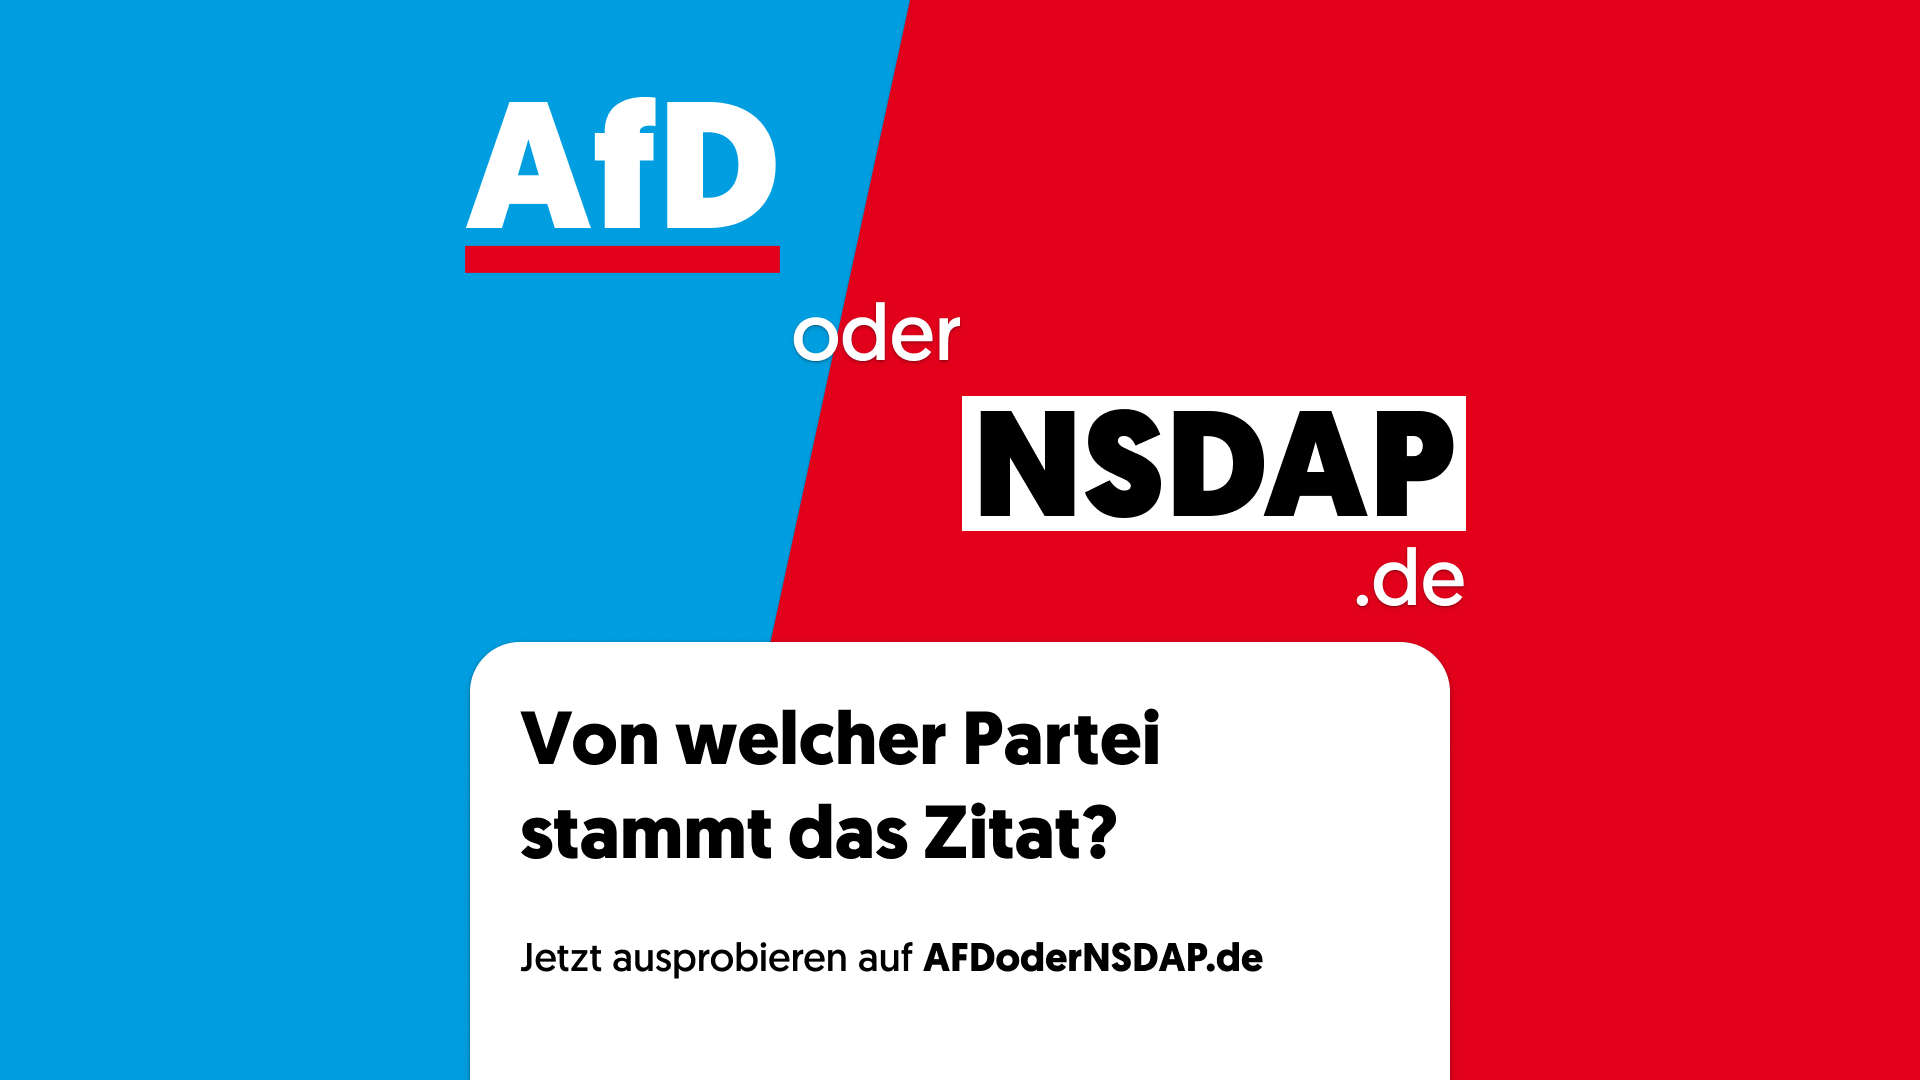 AfD
oder
NSDAP
.de
Von welcher Partei
stammt das Zitat?
Jetzt ausprobieren auf AFDoderNSDAP.de